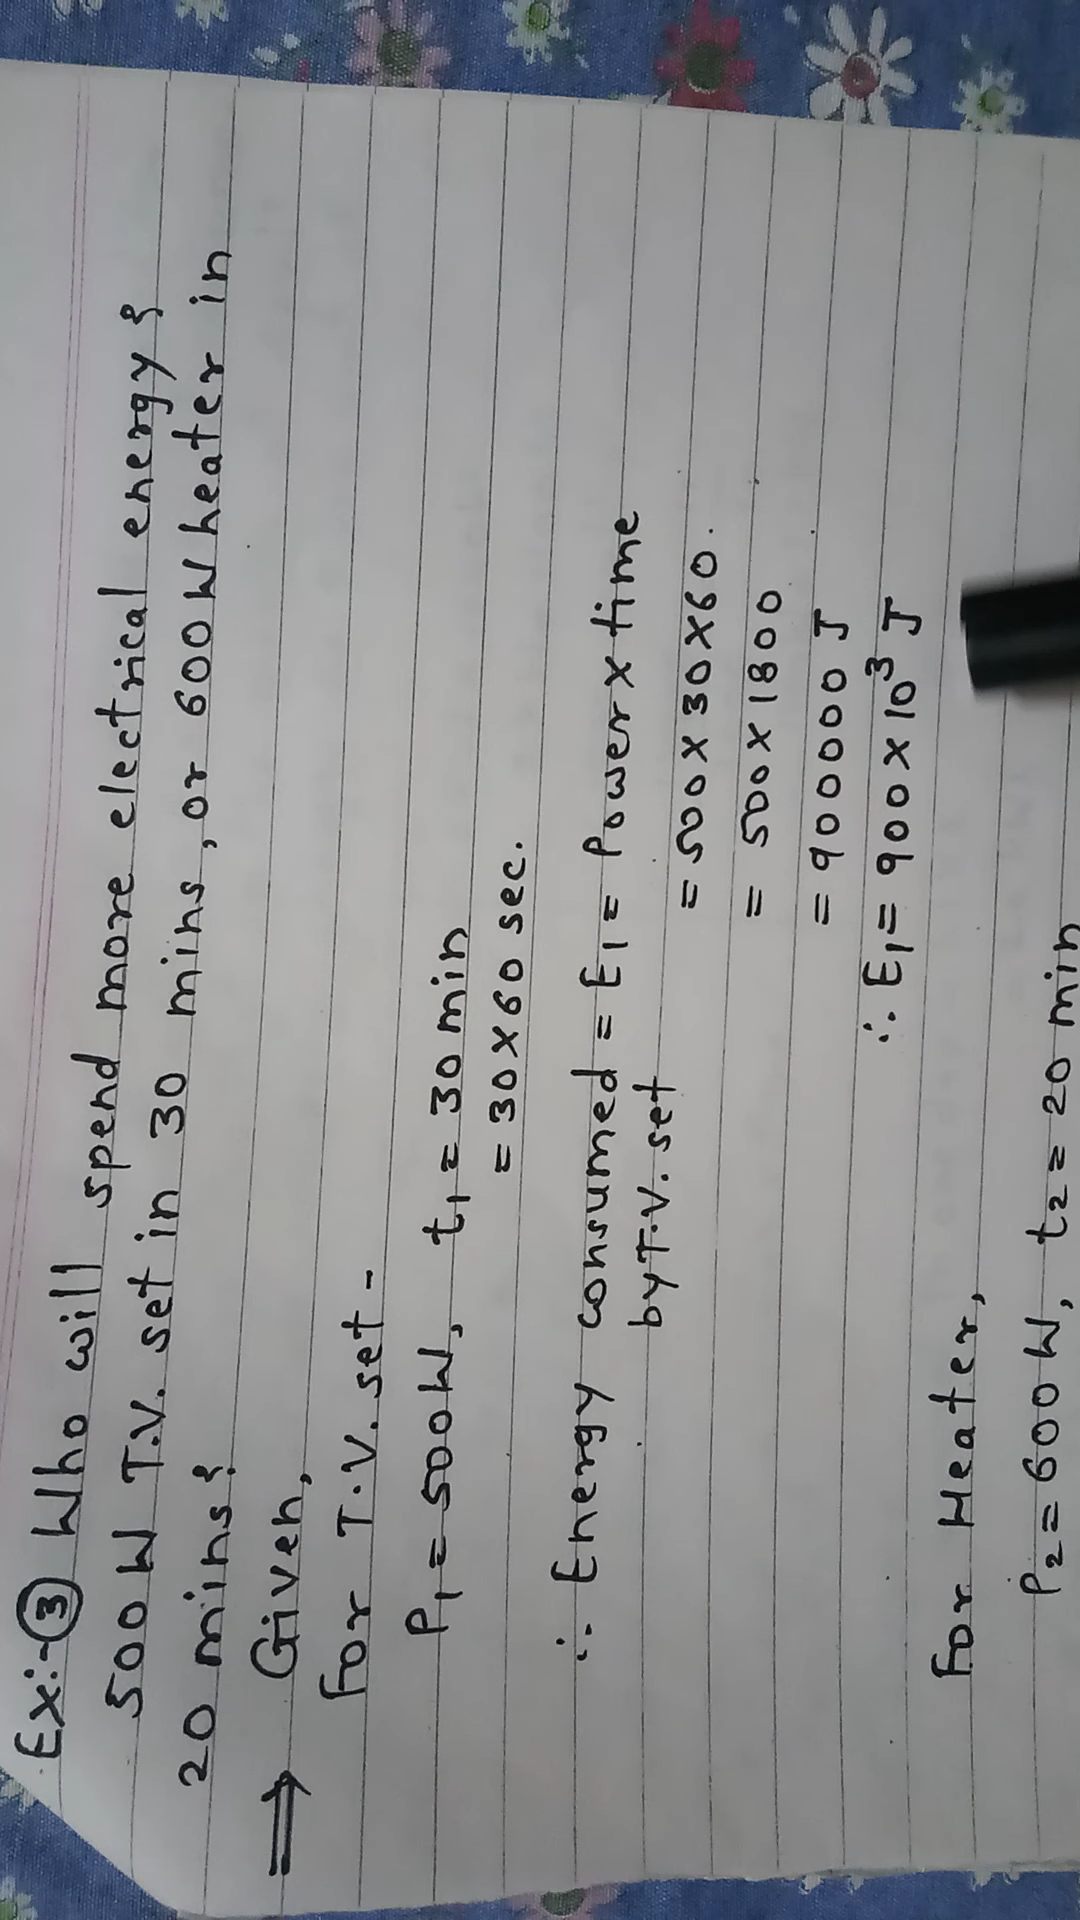 Ex:-③ Who will spend more electrical energy?
500 W T.V. set in 30 mins, or 600 W heater in
20 mins?
⇒ Given,
For T.V. set -
P₁ = 500 W, t₁ = 30 min
= 30 x 60 sec.
∴ Energy consumed = E₁ = Power x time
by T.V. set
= 500 x 30 x 60.
= 500 x 1800
= 900000 J
∴ E₁ = 900 x 10³ J
For Heater,
P₂ = 600 W, t₂ = 20 min